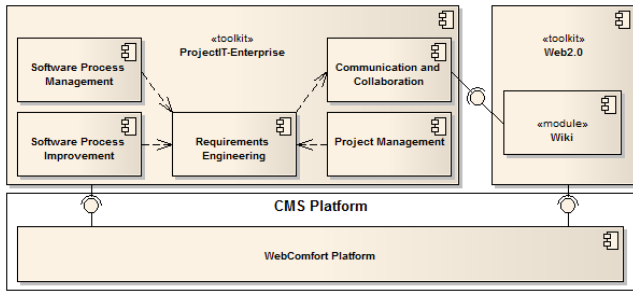 «toolkit»
ProjectIT-Enterprise
«toolkit»
Web2.0
Software Process
Management
Communication and
Collaboration
Software Process
Improvement
Requirements
Engineering
Project Management
«module»
Wiki
CMS Platform
WebComfort Platform